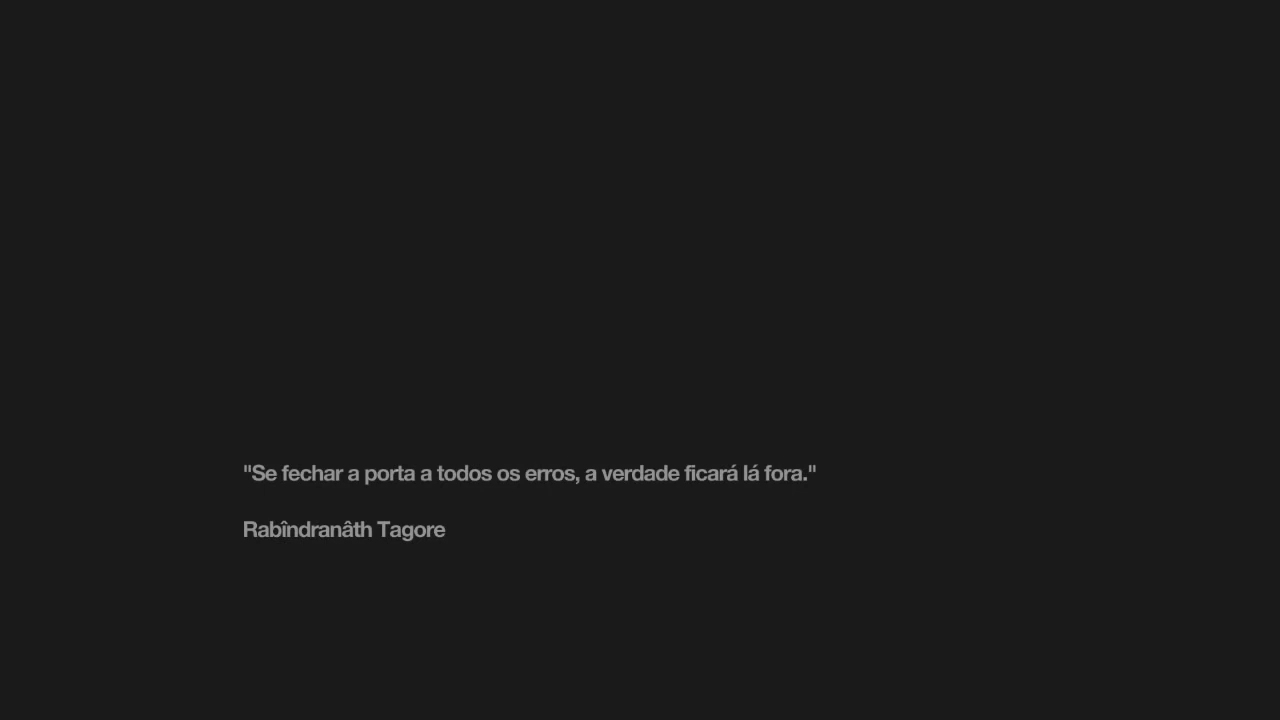 "Se fechar a porta a todos os erros, a verdade ficará lá fora."
Rabîndranâth Tagore